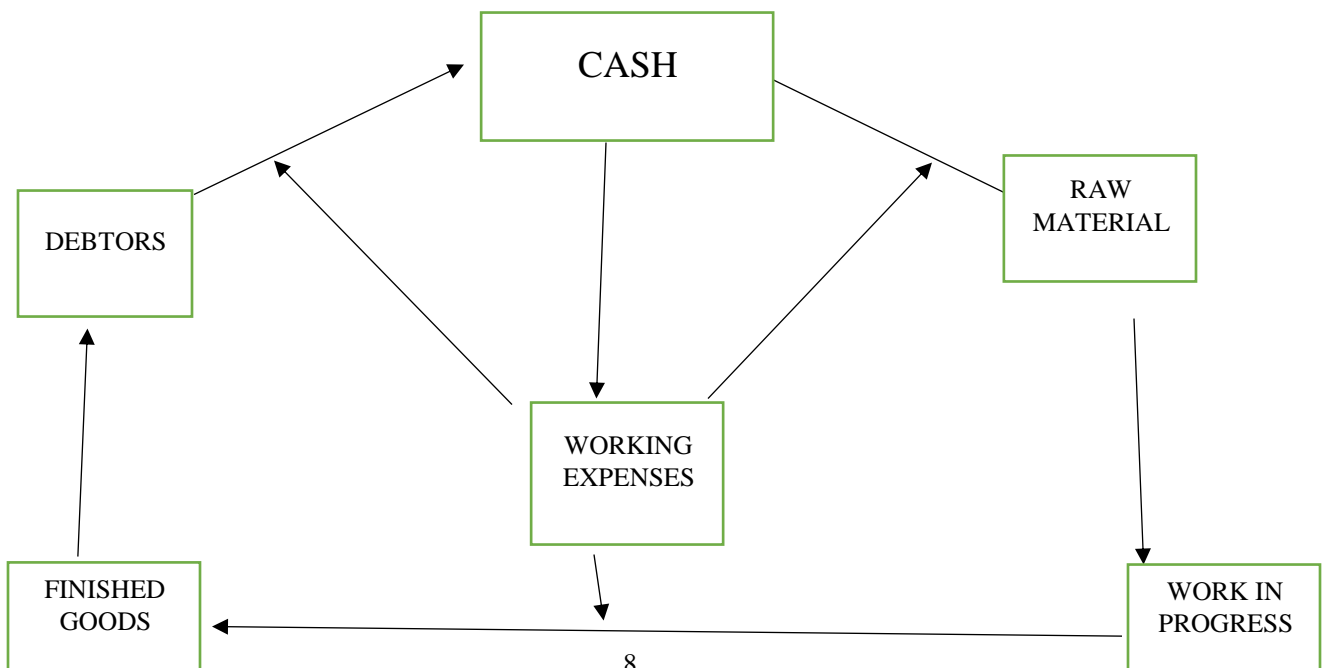 CASH
RAW
MATERIAL
DEBTORS
WORKING
EXPENSES
FINISHED
GOODS
WORK IN
PROGRESS
8